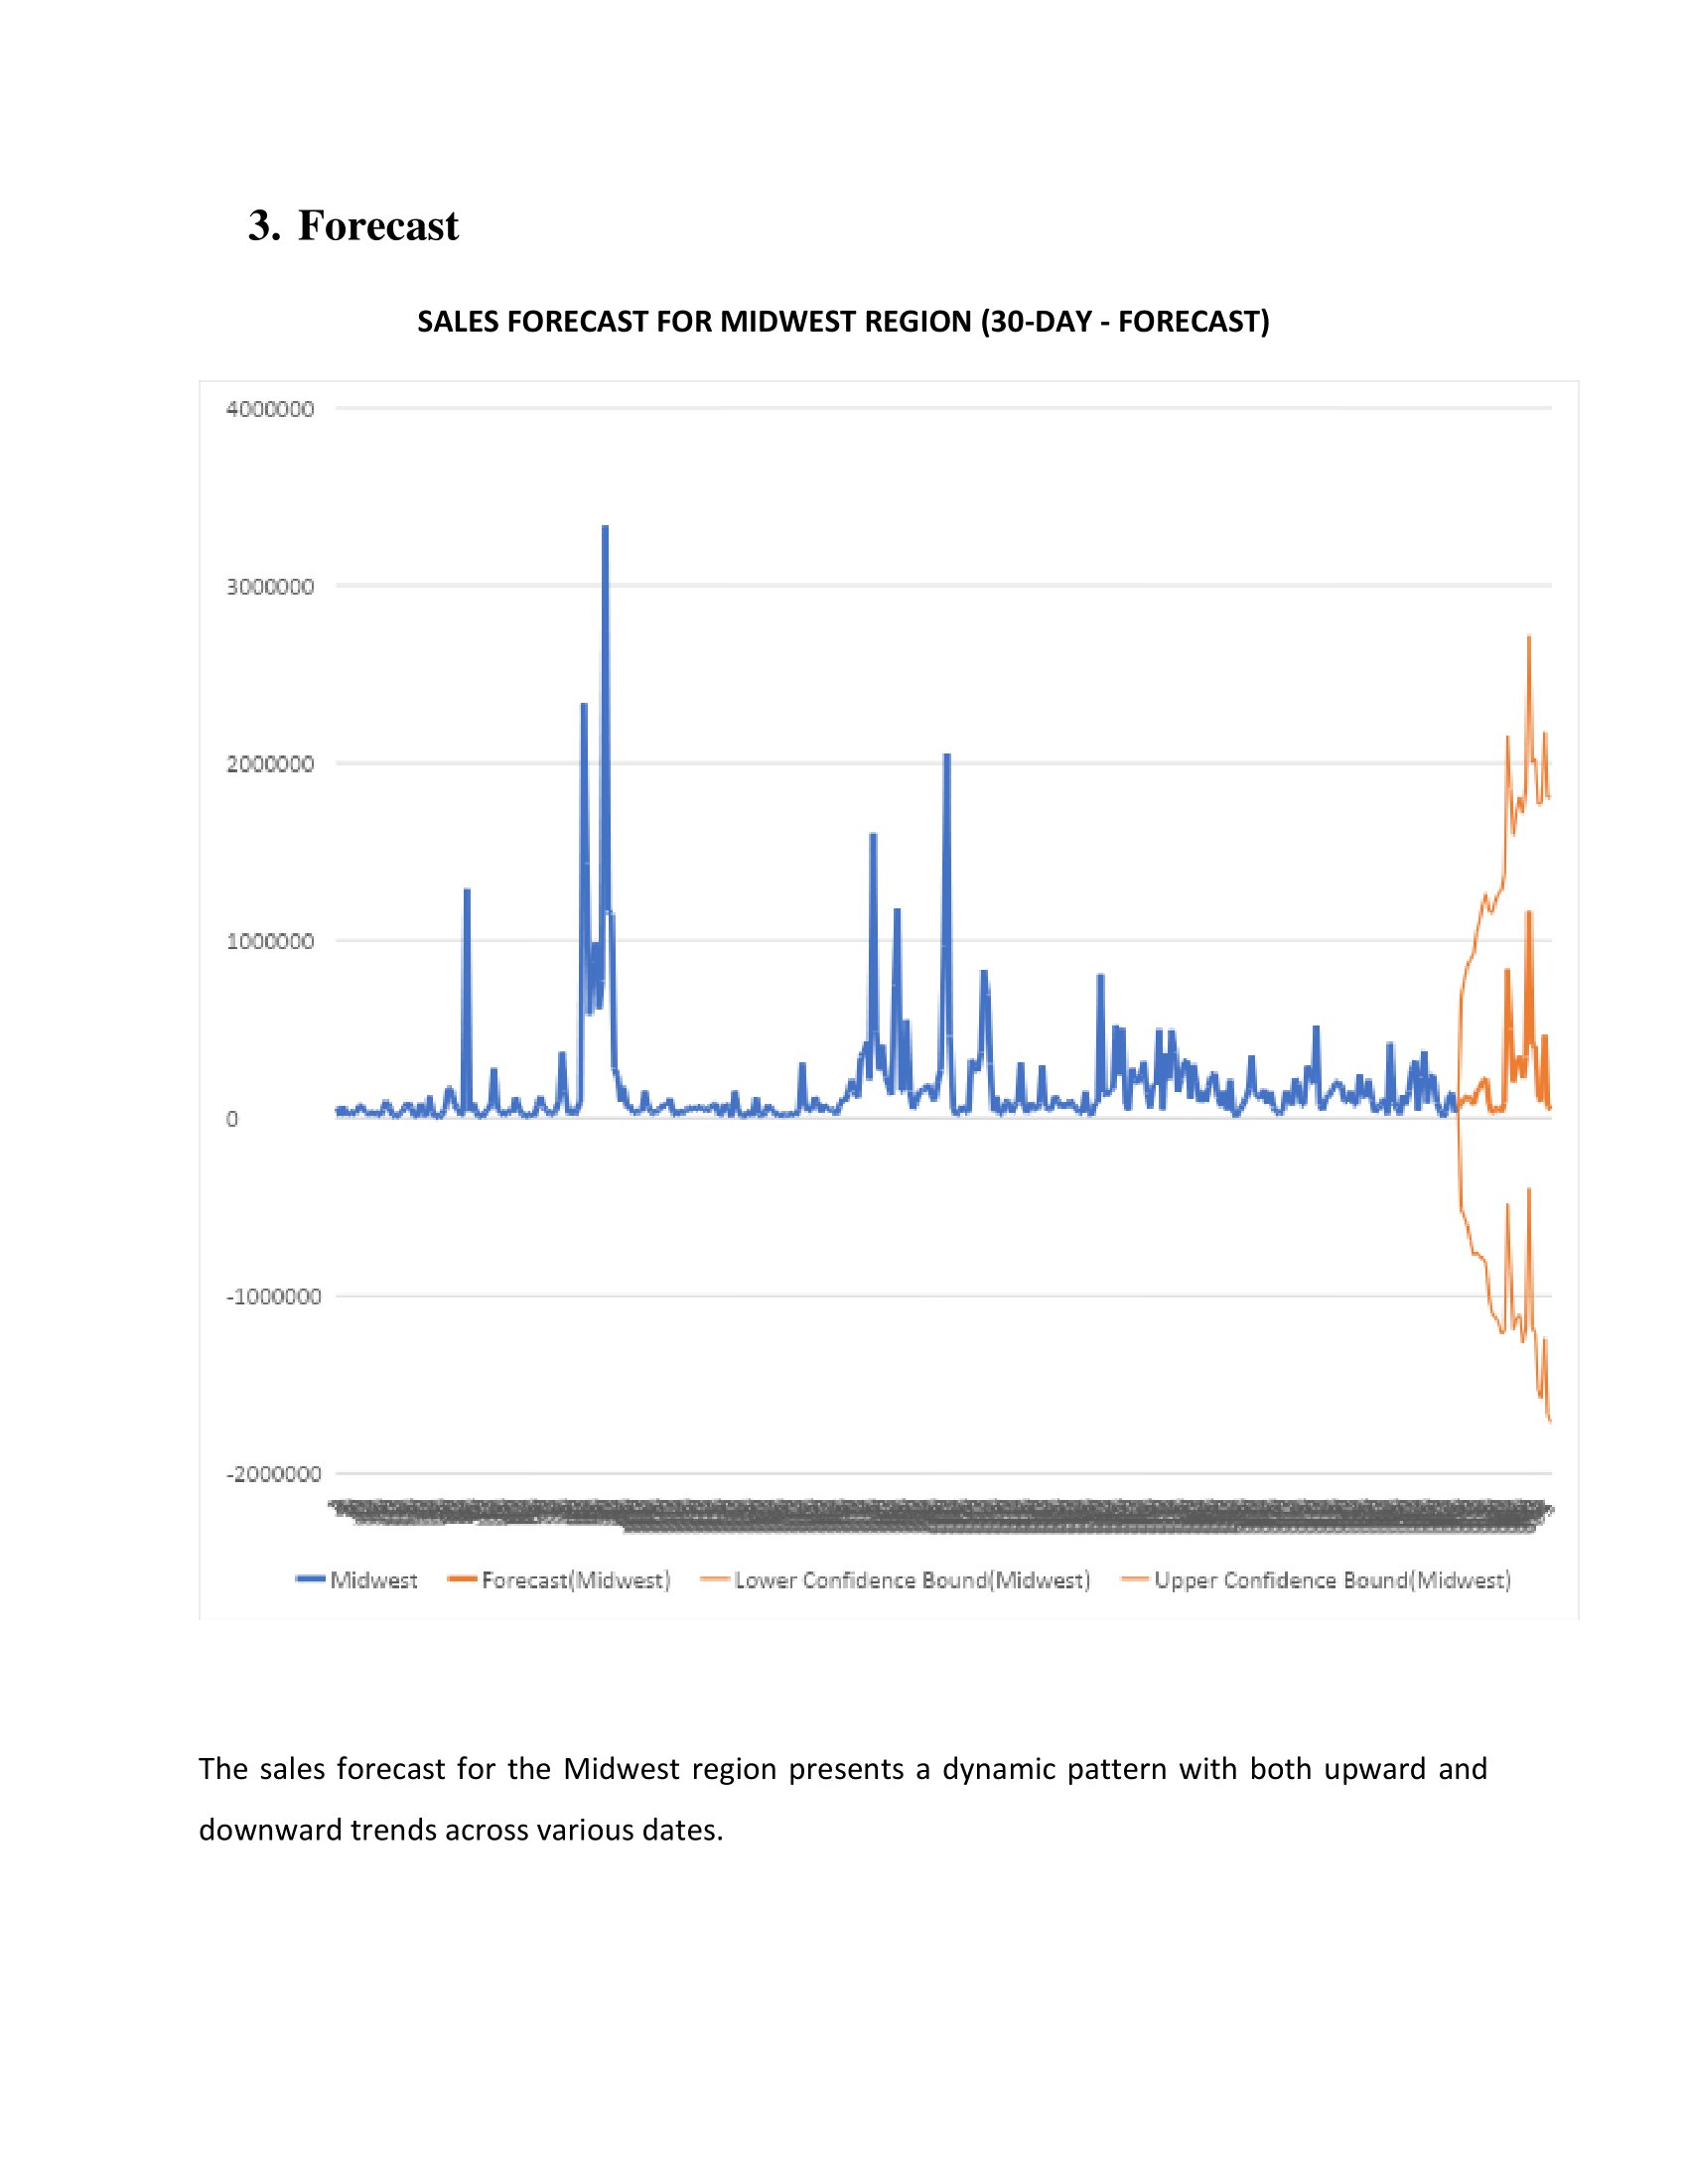 3. Forecast
SALES FORECAST FOR MIDWEST REGION (30-DAY - FORECAST)
4000000
3000000
2000000
1000000
0
-1000000
-2000000
Midwest
Forecast(Midwest)
Lower Confidence Bound(Midwest)
Upper Confidence Bound(Midwest)
The sales forecast for the Midwest region presents a dynamic pattern with both upward and
downward trends across various dates.